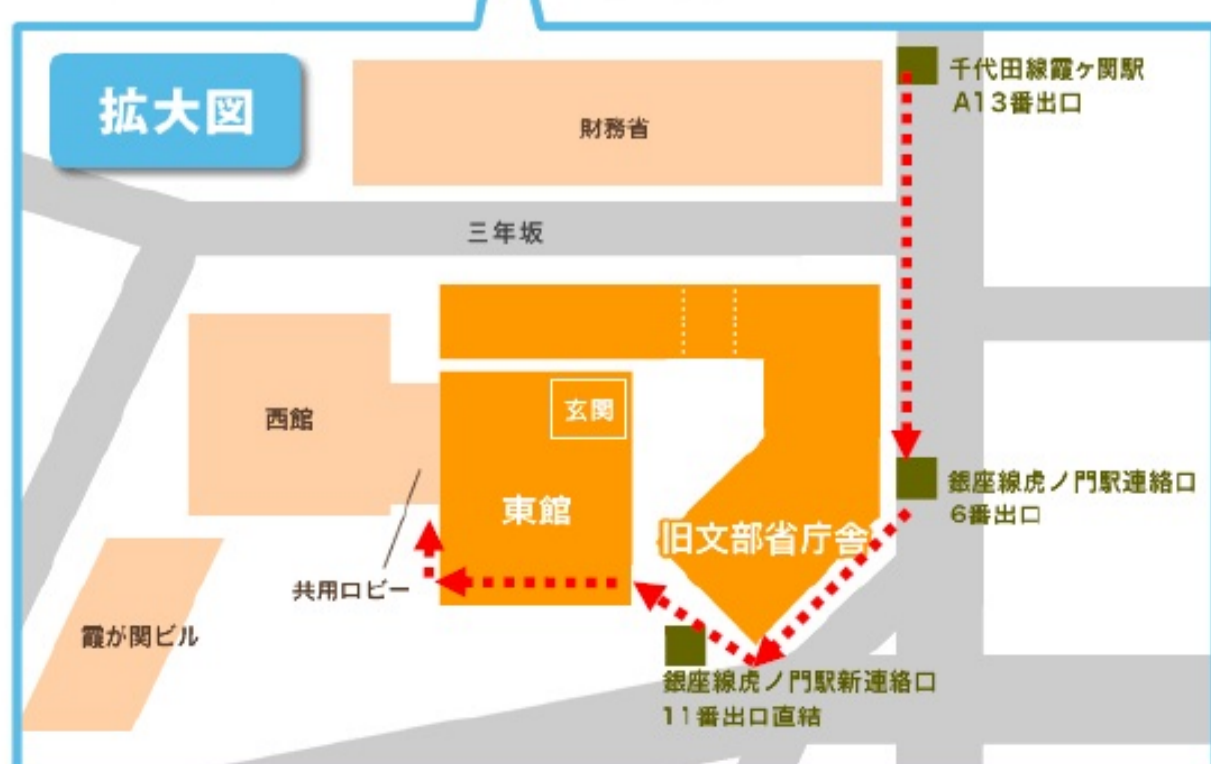 拡大図
千代田線霞ヶ関駅
A13番出口
財務省
三年坂
玄関
西館
東館
銀座線虎ノ門駅連絡口
6番出口
旧文部省庁舎
共用ロビー
霞が関ビル
銀座線虎ノ門駅新連絡口
11番出口直結